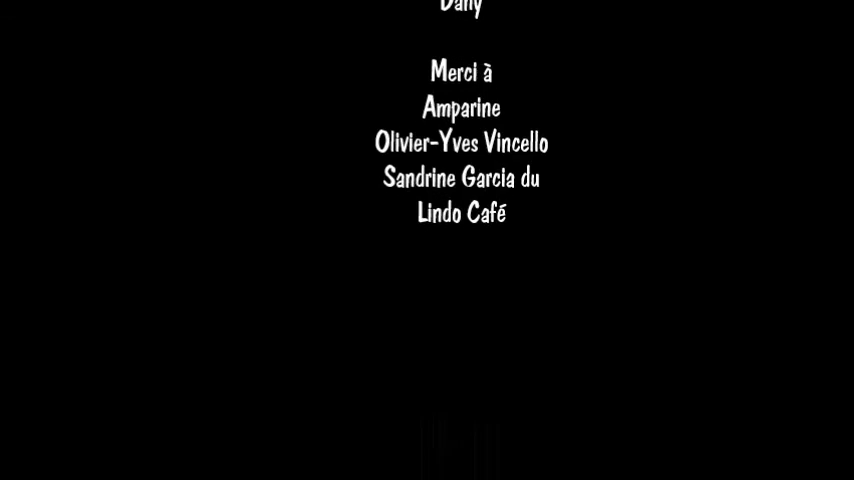 Dany
Merci à
Amparine
Olivier-Yves Vincello
Sandrine Garcia du
Lindo Café